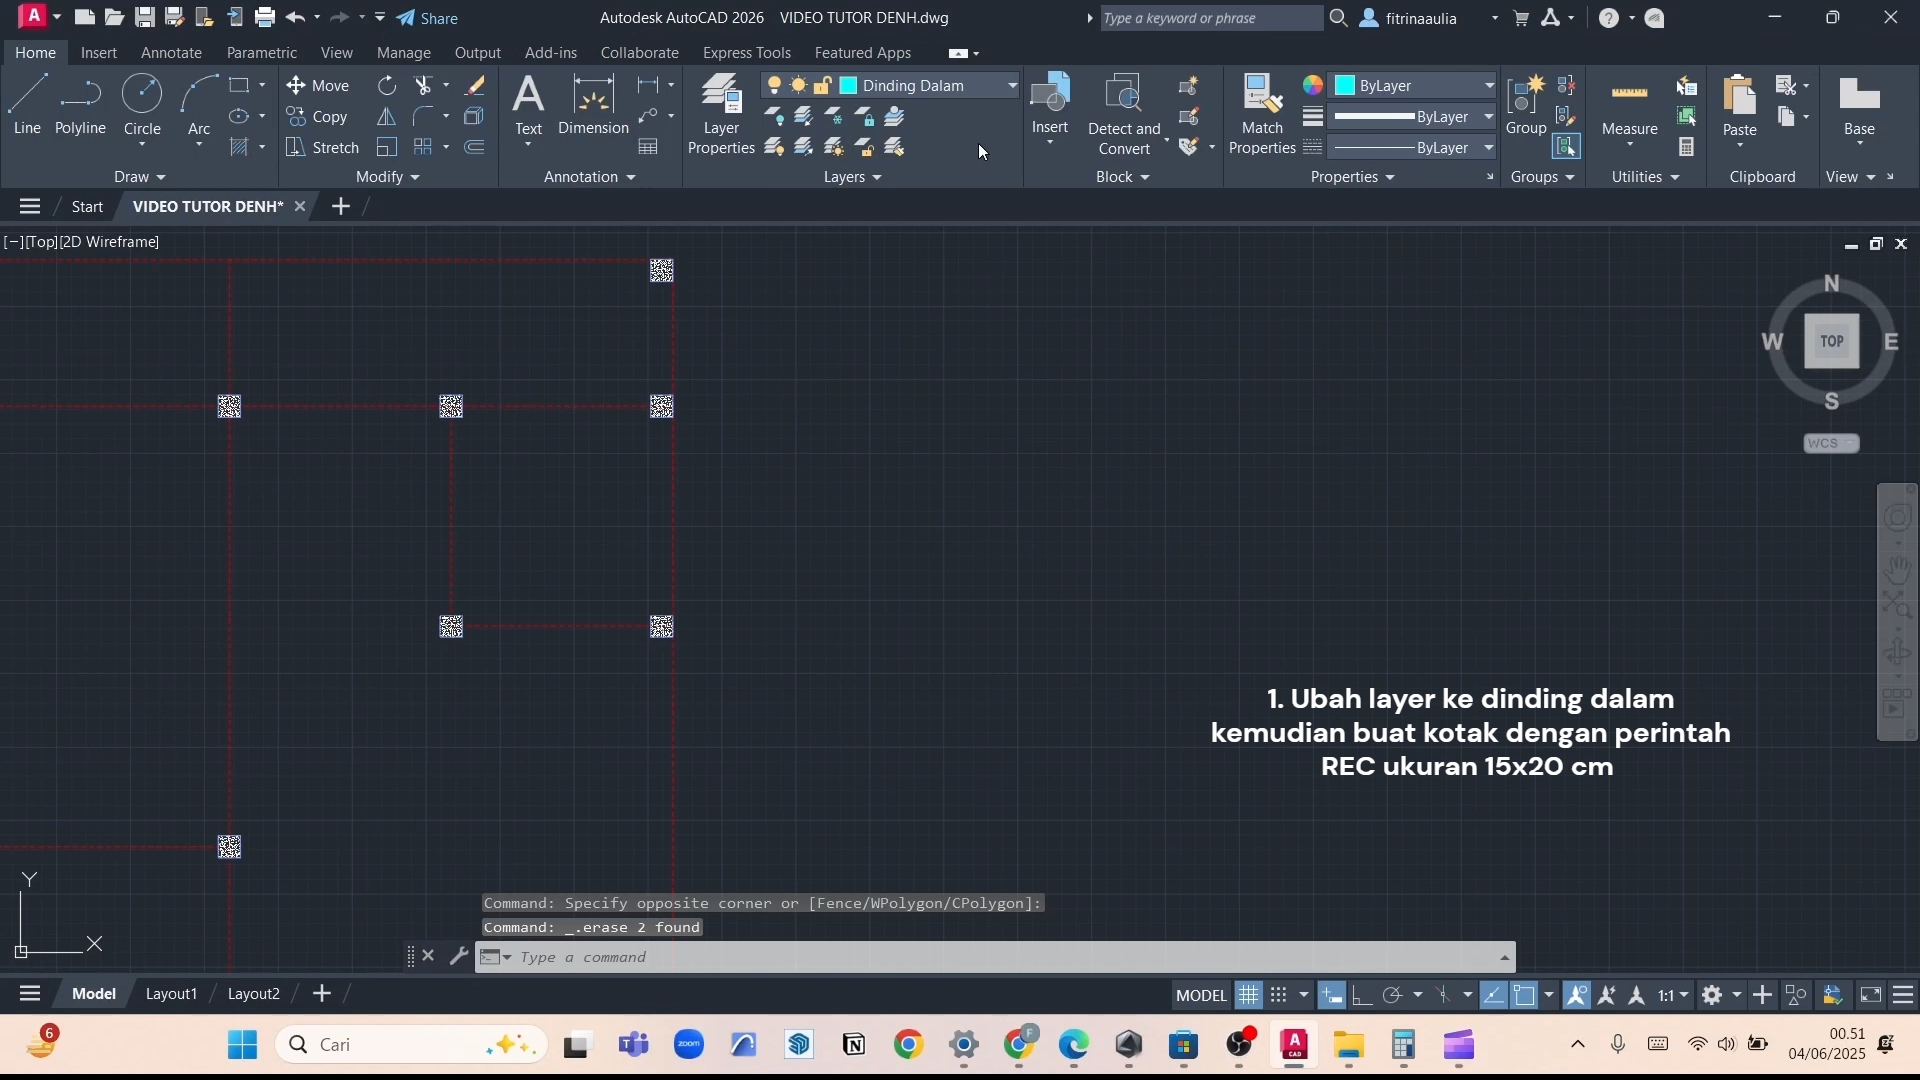 Share
Autodesk AutoCAD 2026 VIDEO TUTOR DENH.dwg
Type a keyword or phrase
fitrinaaulia
Home Insert Annotate Parametric View Manage Output Add-ins Collaborate Express Tools Featured Apps
Line Polyline Circle Arc
Move
Copy
Stretch
Text Dimension
Layer Properties
Dinding Dalam
Insert
Detect and Convert
Match Properties
ByLayer
ByLayer
ByLayer
Group
Measure
Paste
Base
Draw Modify Annotation Layers Block Properties Groups Utilities Clipboard View
Start VIDEO TUTOR DENH*
[−][Top][2D Wireframe]
N
W TOP E
S
WCS
1. Ubah layer ke dinding dalam
kemudian buat kotak dengan perintah
REC ukuran 15x20 cm
Y
X
Command: Specify opposite corner or [Fence/WPolygon/CPolygon]:
Command: _.erase 2 found
Type a command
Model Layout1 Layout2
MODEL 1:1
6
Cari
zoom
00.51
04/06/2025